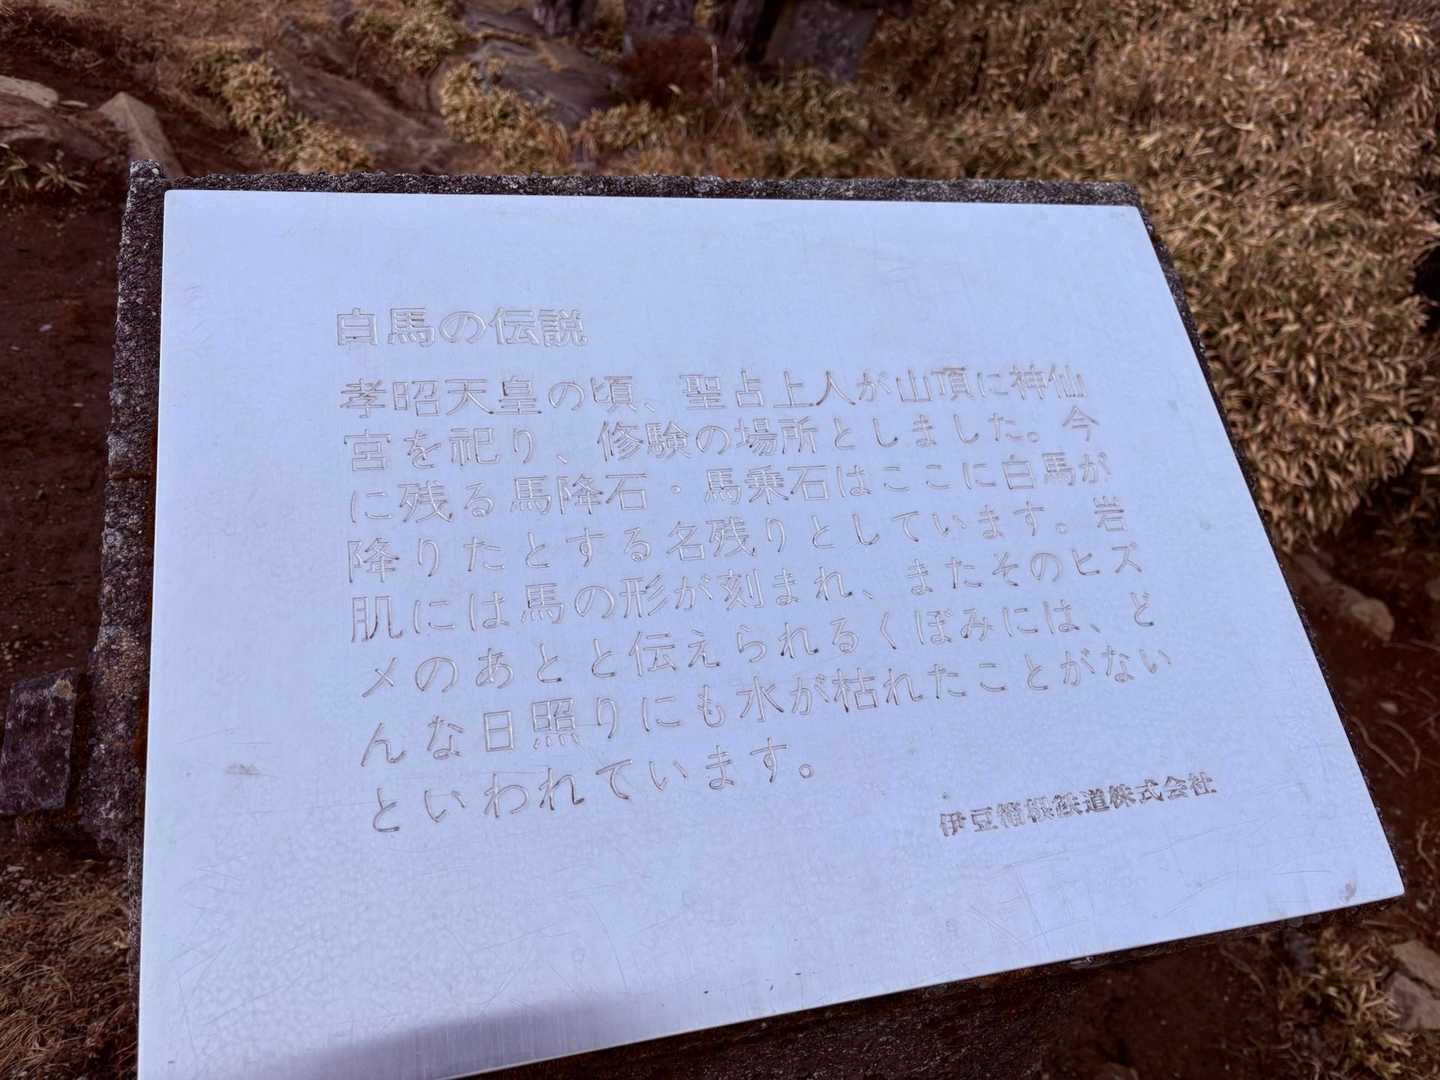 白馬の伝説
孝昭天皇の頃、聖占上人が山頂に神仙
宮を祀り、修験の場所としました。今
に残る馬降石・馬乗石はここに白馬が
降りたとする名残りとしています。岩
肌には馬の形が刻まれ、またそのヒズ
メのあとと伝えられるくぼみには、ど
んな日照りにも水が枯れたことがない
といわれています。
伊豆箱根鉄道株式会社